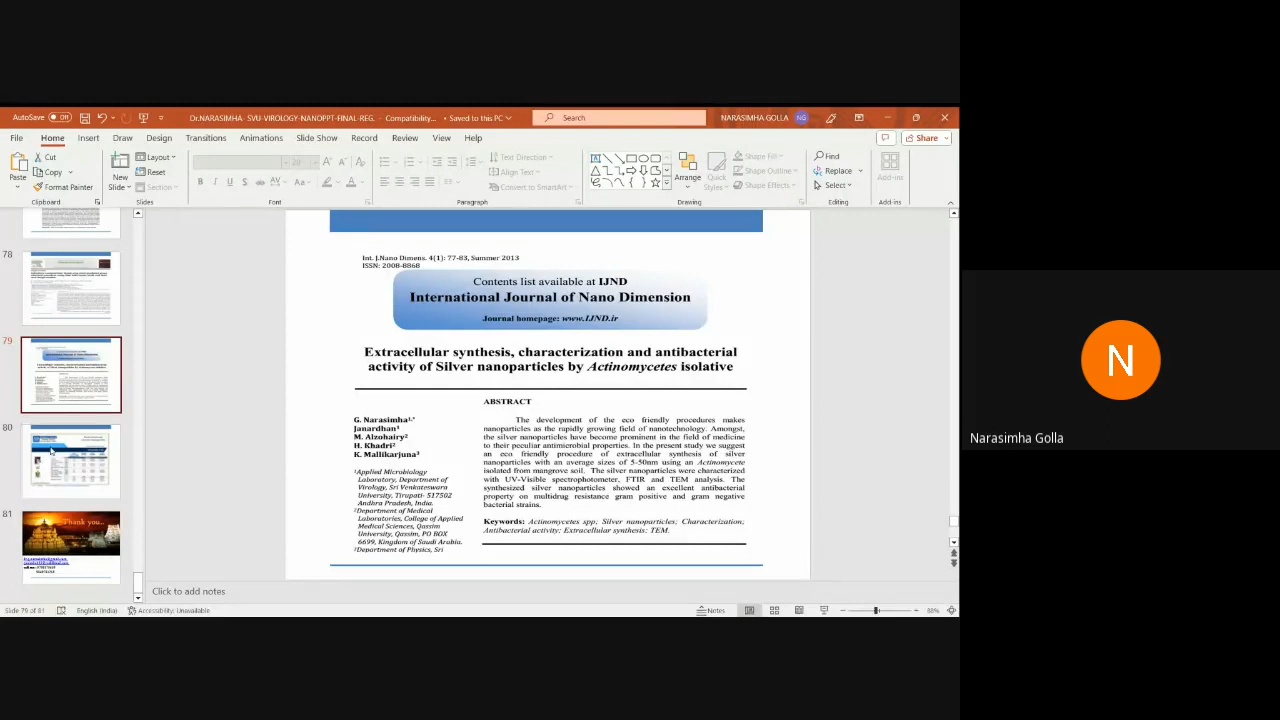 AutoSave Off
Dr.NARASIMHA- SVU-VIROLOGY-NANOPPT-FINAL-REG. - Compatibility... • Saved to this PC
Search
NARASIMHA GOLLA NG
File Home Insert Draw Design Transitions Animations Slide Show Record Review View Help
Share
Paste
Cut
Copy
Format Painter
Clipboard
New Slide
Layout
Reset
Section
Slides
Font
Text Direction
Align Text
Convert to SmartArt
Paragraph
Arrange
Quick Styles
Shape Fill
Shape Outline
Shape Effects
Drawing
Find
Replace
Select
Editing
Add-ins
Add-ins
78
79
80
81
Thank you...
Int. J.Nano Dimens. 4(1): 77-83, Summer 2013
ISSN: 2008-8868
Contents list available at IJND
International Journal of Nano Dimension
Journal homepage: www.IJND.ir
Extracellular synthesis, characterization and antibacterial
activity of Silver nanoparticles by Actinomycetes isolative
ABSTRACT
G. Narasimha1,*
Janardhan1
M. Alzohairy2
H. Khadri2
K. Mallikarjuna3
1Applied Microbiology
Laboratory, Department of
Virology, Sri Venkateswara
University, Tirupati- 517502
Andhra Pradesh, India.
2Department of Medical
Laboratories, College of Applied
Medical Sciences, Qassim
University, Qassim, PO BOX
6699, Kingdom of Saudi Arabia.
3Department of Physics, Sri
The development of the eco friendly procedures makes
nanoparticles as the rapidly growing field of nanotechnology. Amongst,
the silver nanoparticles have become prominent in the field of medicine
to their peculiar antimicrobial properties. In the present study we suggest
an eco friendly procedure of extracellular synthesis of silver
nanoparticles with an average sizes of 5-50nm using an Actinomycete
isolated from mangrove soil. The silver nanoparticles were characterized
with UV-Visible spectrophotometer, FTIR and TEM analysis. The
synthesized silver nanoparticles showed an excellent antibacterial
property on multidrug resistance gram positive and gram negative
bacterial strains.
Keywords: Actinomycetes spp; Silver nanoparticles; Characterization;
Antibacterial activity; Extracellular synthesis; TEM.
Click to add notes
Slide 79 of 81
English (India)
Accessibility: Unavailable
Notes
88%
N
Narasimha Golla